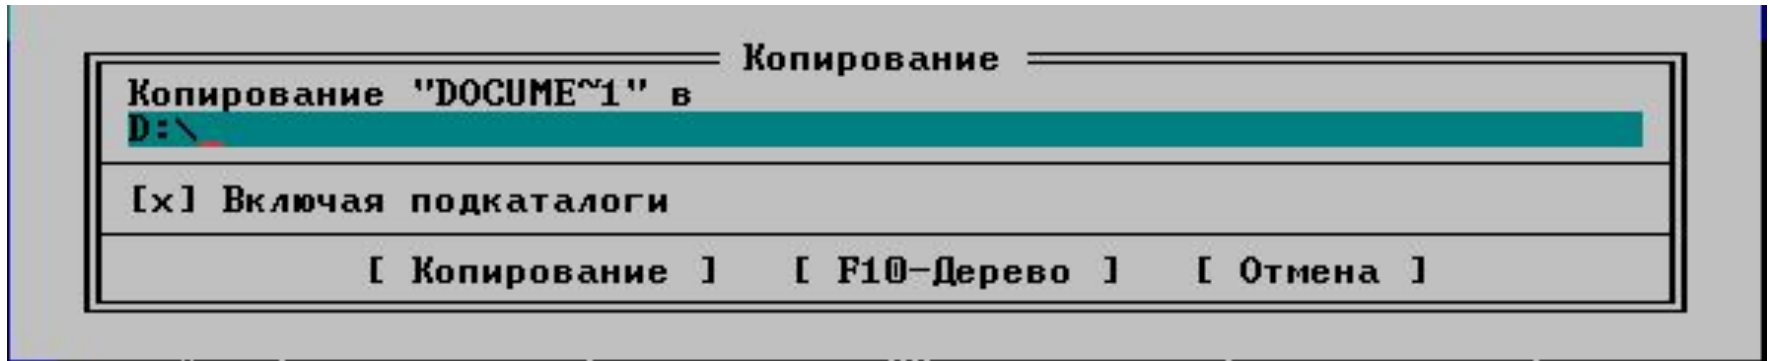 Копирование
Копирование "DOCUME~1" в
D:\
[x] Включая подкаталоги
[ Копирование ] [ F10-Дерево ] [ Отмена ]